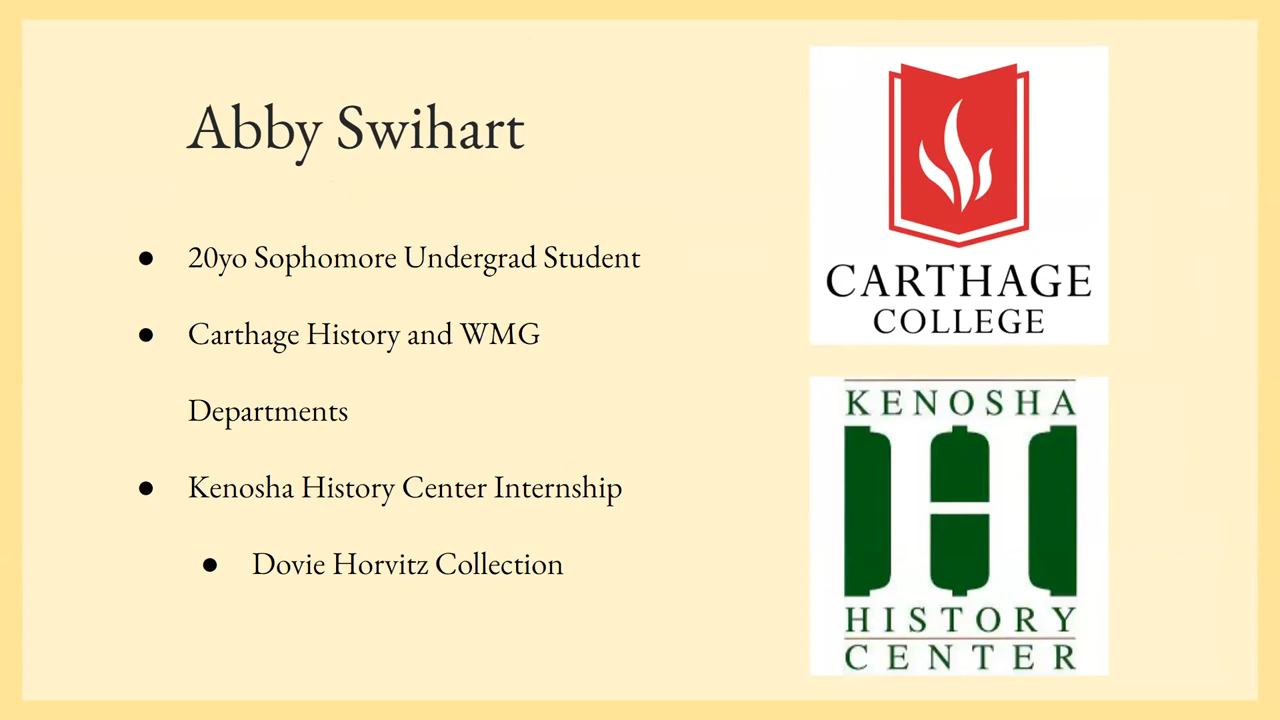 Abby Swihart
● 20yo Sophomore Undergrad Student
● Carthage History and WMG
Departments
● Kenosha History Center Internship
● Dovie Horvitz Collection
CARTHAGE
COLLEGE
KENOSHA
H
HISTORY
CENTER